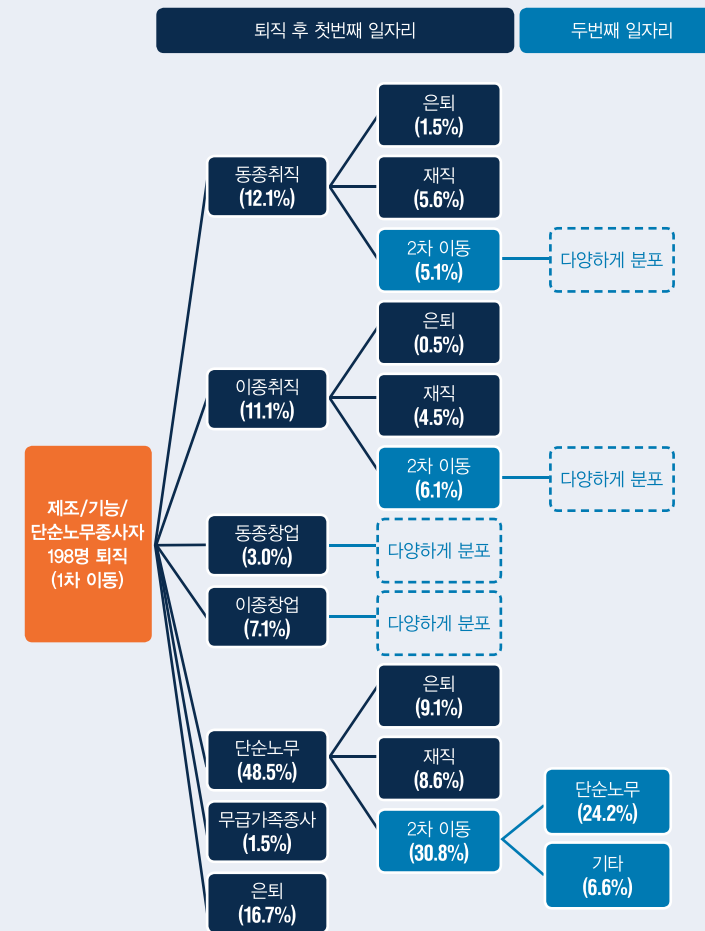 퇴직 후 첫번째 일자리
두번째 일자리
제조/기능/
단순노무종사자
198명 퇴직
(1차 이동)
동종취직
(12.1%)
은퇴
(1.5%)
재직
(5.6%)
2차 이동
(5.1%)
다양하게 분포
이종취직
(11.1%)
은퇴
(0.5%)
재직
(4.5%)
2차 이동
(6.1%)
다양하게 분포
동종창업
(3.0%)
다양하게 분포
이종창업
(7.1%)
다양하게 분포
단순노무
(48.5%)
은퇴
(9.1%)
재직
(8.6%)
2차 이동
(30.8%)
단순노무
(24.2%)
기타
(6.6%)
무급가족종사
(1.5%)
은퇴
(16.7%)